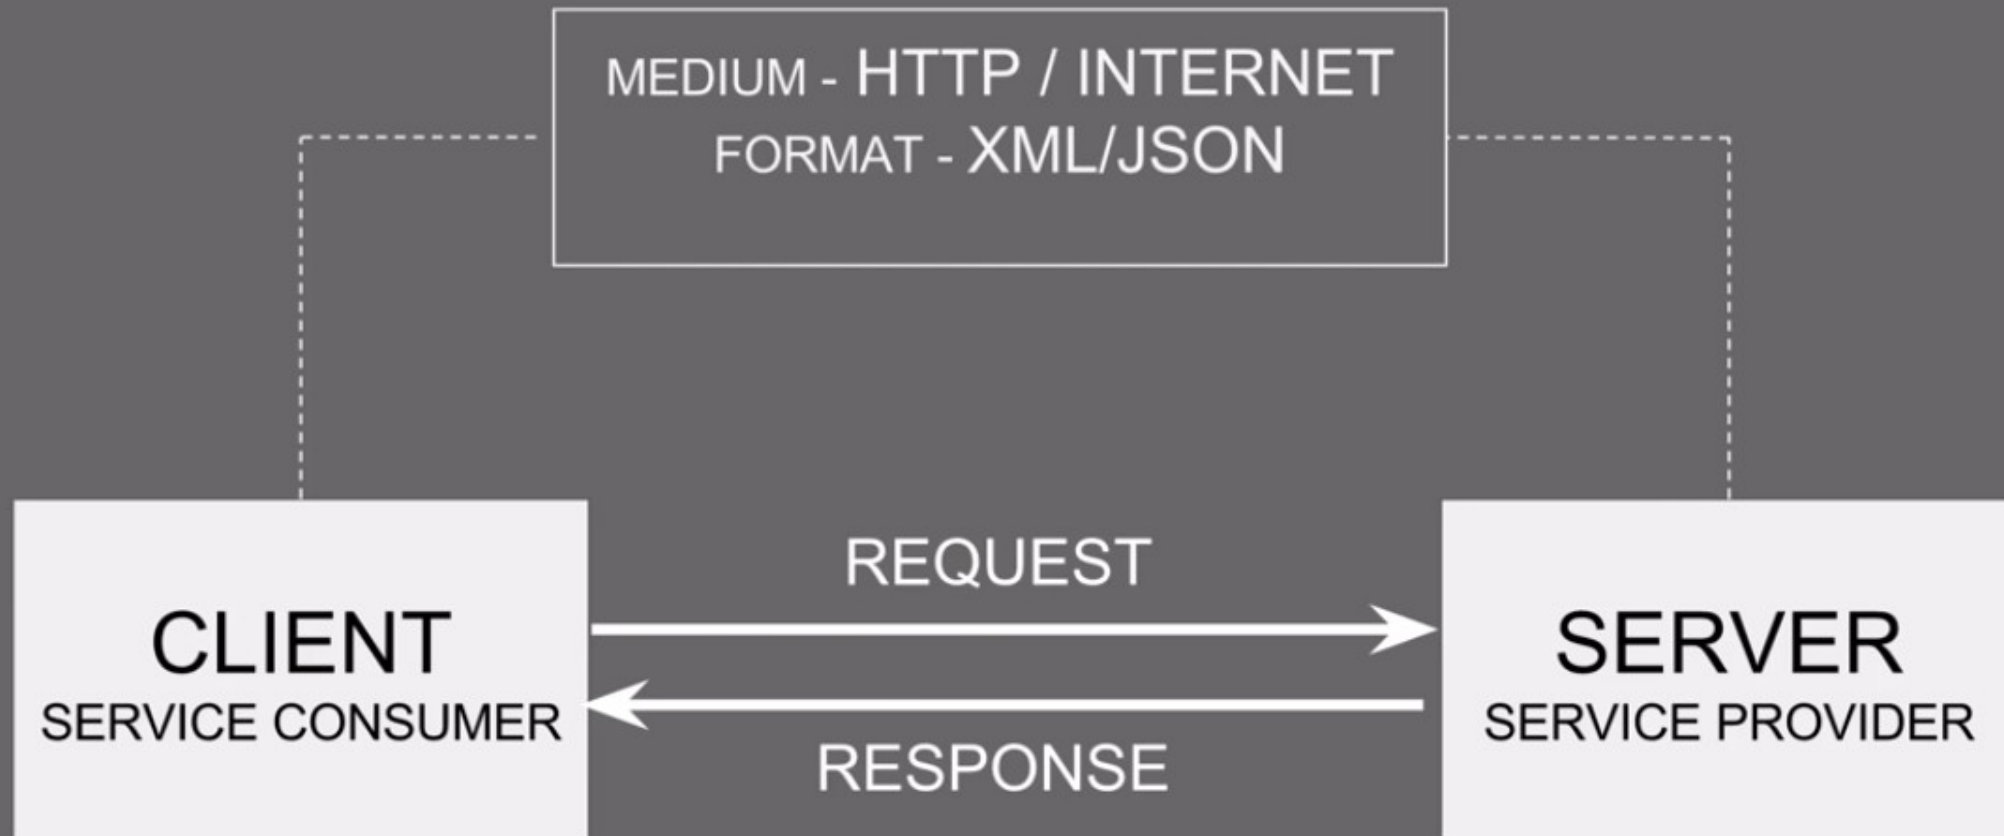 MEDIUM - HTTP / INTERNET
FORMAT - XML/JSON
REQUEST
CLIENT
SERVICE CONSUMER
SERVER
SERVICE PROVIDER
RESPONSE